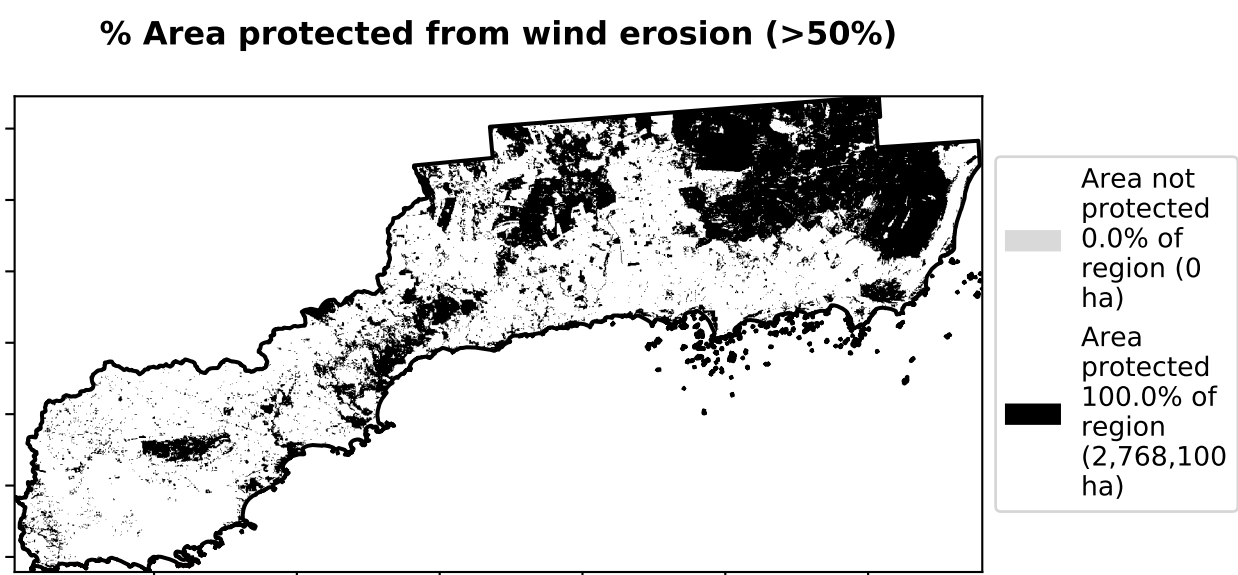 % Area protected from wind erosion (>50%)
Area not
protected
0.0% of
region (0
ha)
Area
protected
100.0% of
region
(2,768,100
ha)